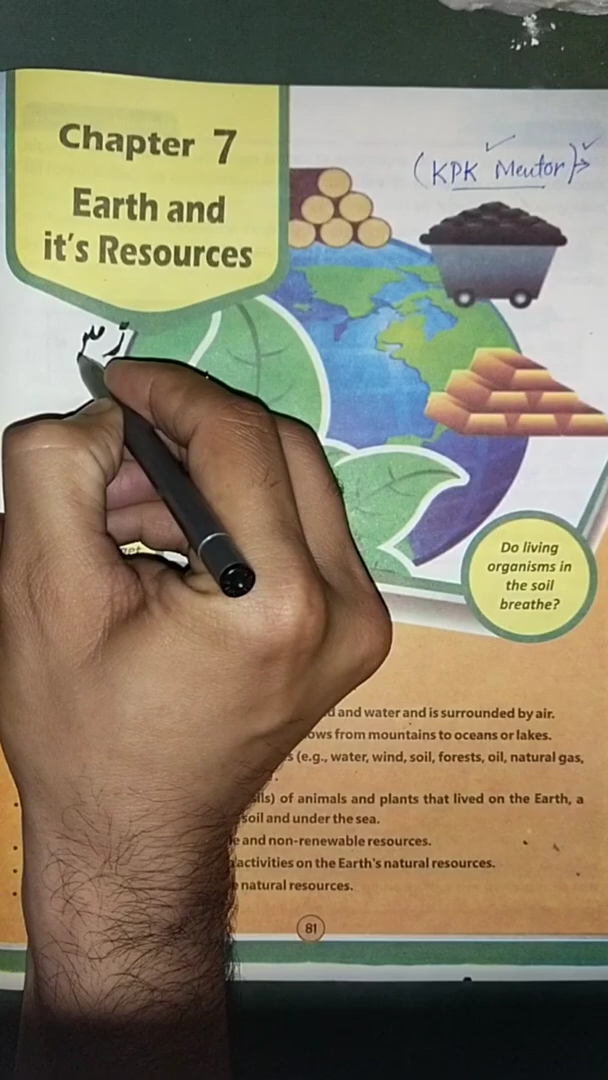 Chapter 7
Earth and
it's Resources
(KPK Mentor)
Do living
organisms in
the soil
breathe?
and water and is surrounded by air.
from mountains to oceans or lakes.
(e.g., water, wind, soil, forests, oil, natural gas,
of animals and plants that lived on the Earth, a
soil and under the sea.
and non-renewable resources.
activities on the Earth's natural resources.
natural resources.
81